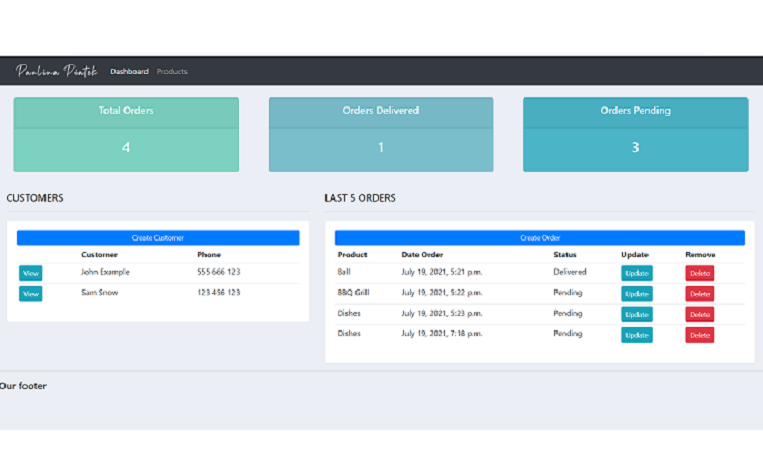 Paulina Piątek Dashboard Products
Total Orders
4
Orders Delivered
1
Orders Pending
3
CUSTOMERS
Create Customer
Customer Phone
View John Example 555 666 123
View Sam Snow 123 456 123
LAST 5 ORDERS
Create Order
Product Date Order Status Update Remove
Ball July 19, 2021, 5:21 p.m. Delivered Update Delete
BBQ Grill July 19, 2021, 5:22 p.m. Pending Update Delete
Dishes July 19, 2021, 5:23 p.m. Pending Update Delete
Dishes July 19, 2021, 7:18 p.m. Pending Update Delete
Our footer